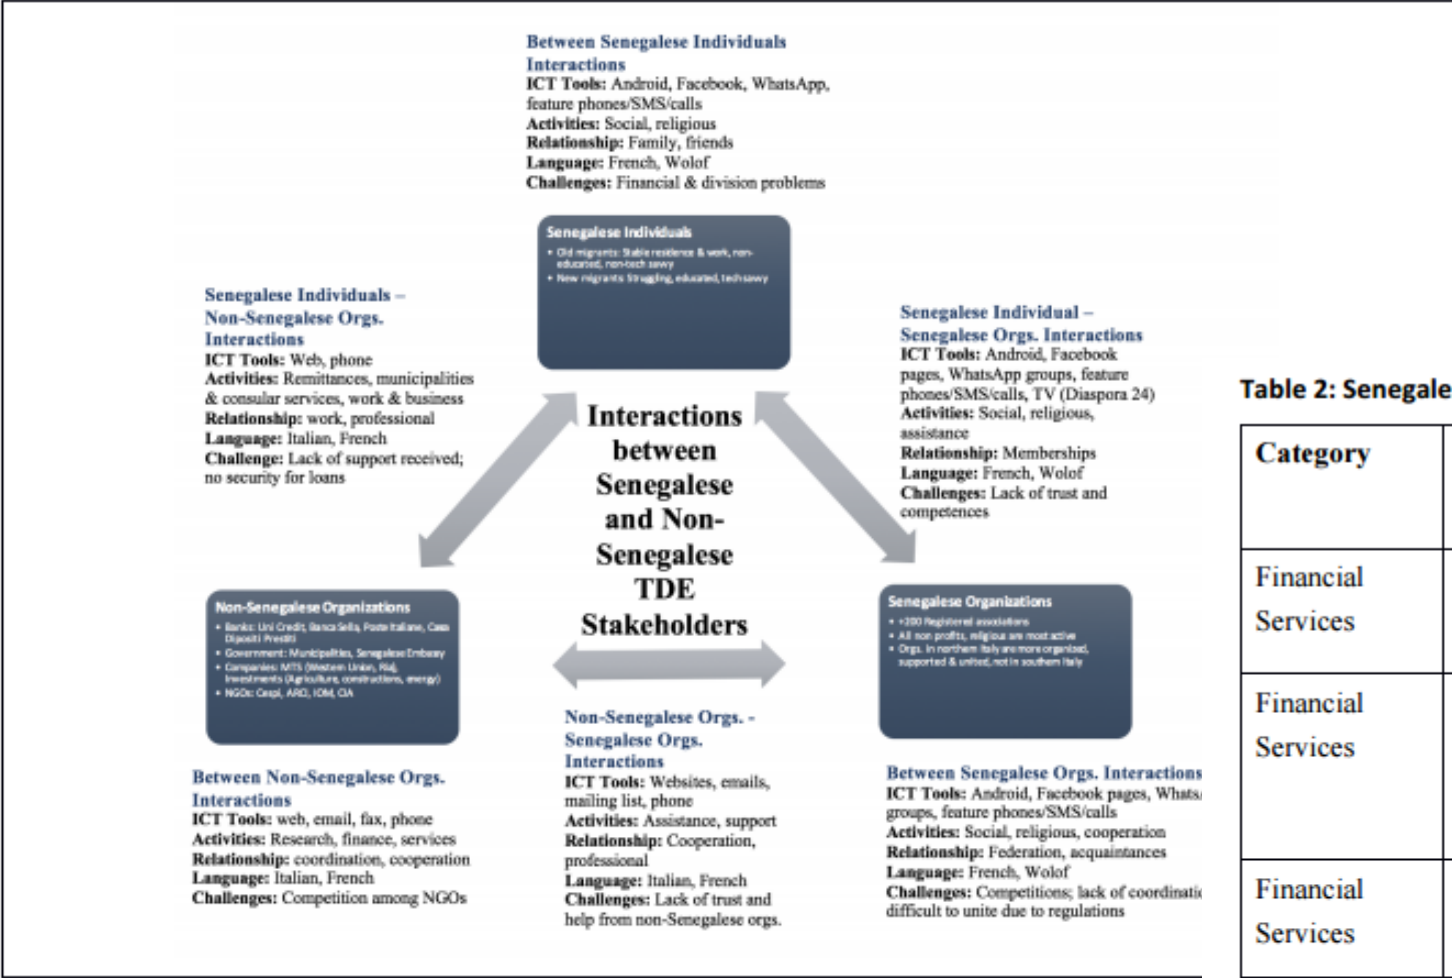 Between Senegalese Individuals
Interactions
ICT Tools: Android, Facebook, WhatsApp,
feature phones/SMS/calls
Activities: Social, religious
Relationship: Family, friends
Language: French, Wolof
Challenges: Financial & division problems
Senegalese Individuals
• Old migrants: Stable residence & work, non-
educated, non-tech savvy
• New migrants: Struggling, educated, tech savvy
Senegalese Individuals –
Non-Senegalese Orgs.
Interactions
ICT Tools: Web, phone
Activities: Remittances, municipalities
& consular services, work & business
Relationship: work, professional
Language: Italian, French
Challenge: Lack of support received;
no security for loans
Senegalese Individual –
Senegalese Orgs. Interactions
ICT Tools: Android, Facebook
pages, WhatsApp groups, feature
phones/SMS/calls, TV (Diaspora 24)
Activities: Social, religious,
assistance
Relationship: Memberships
Language: French, Wolof
Challenges: Lack of trust and
competences
Interactions
between
Senegalese
and Non-
Senegalese
TDE
Stakeholders
Non-Senegalese Organizations
• Banks: Uni Credit, Banca Sella, Poste Italiane, Casa
Dipositi Prestiti
• Government: Municipalities, Senegalese Embassy
• Companies: MTS (Western Union, Ria),
Investments (Agriculture, constructions, energy)
• NGOs: Cespi, ARCI, IOM, CIA
Senegalese Organizations
• +200 Registered associations
• All non profits, religious are most active
• Orgs. in northern Italy are more organized,
supported & united, not in southern Italy
Between Non-Senegalese Orgs.
Interactions
ICT Tools: web, email, fax, phone
Activities: Research, finance, services
Relationship: coordination, cooperation
Language: Italian, French
Challenges: Competition among NGOs
Non-Senegalese Orgs. -
Senegalese Orgs.
Interactions
ICT Tools: Websites, emails,
mailing list, phone
Activities: Assistance, support
Relationship: Cooperation,
professional
Language: Italian, French
Challenges: Lack of trust and
help from non-Senegalese orgs.
Between Senegalese Orgs. Interactions
ICT Tools: Android, Facebook pages, Whats
groups, feature phones/SMS/calls
Activities: Social, religious, cooperation
Relationship: Federation, acquaintances
Language: French, Wolof
Challenges: Competitions; lack of coordinatio
difficult to unite due to regulations
Table 2: Senegale
Category
Financial
Services
Financial
Services
Financial
Services